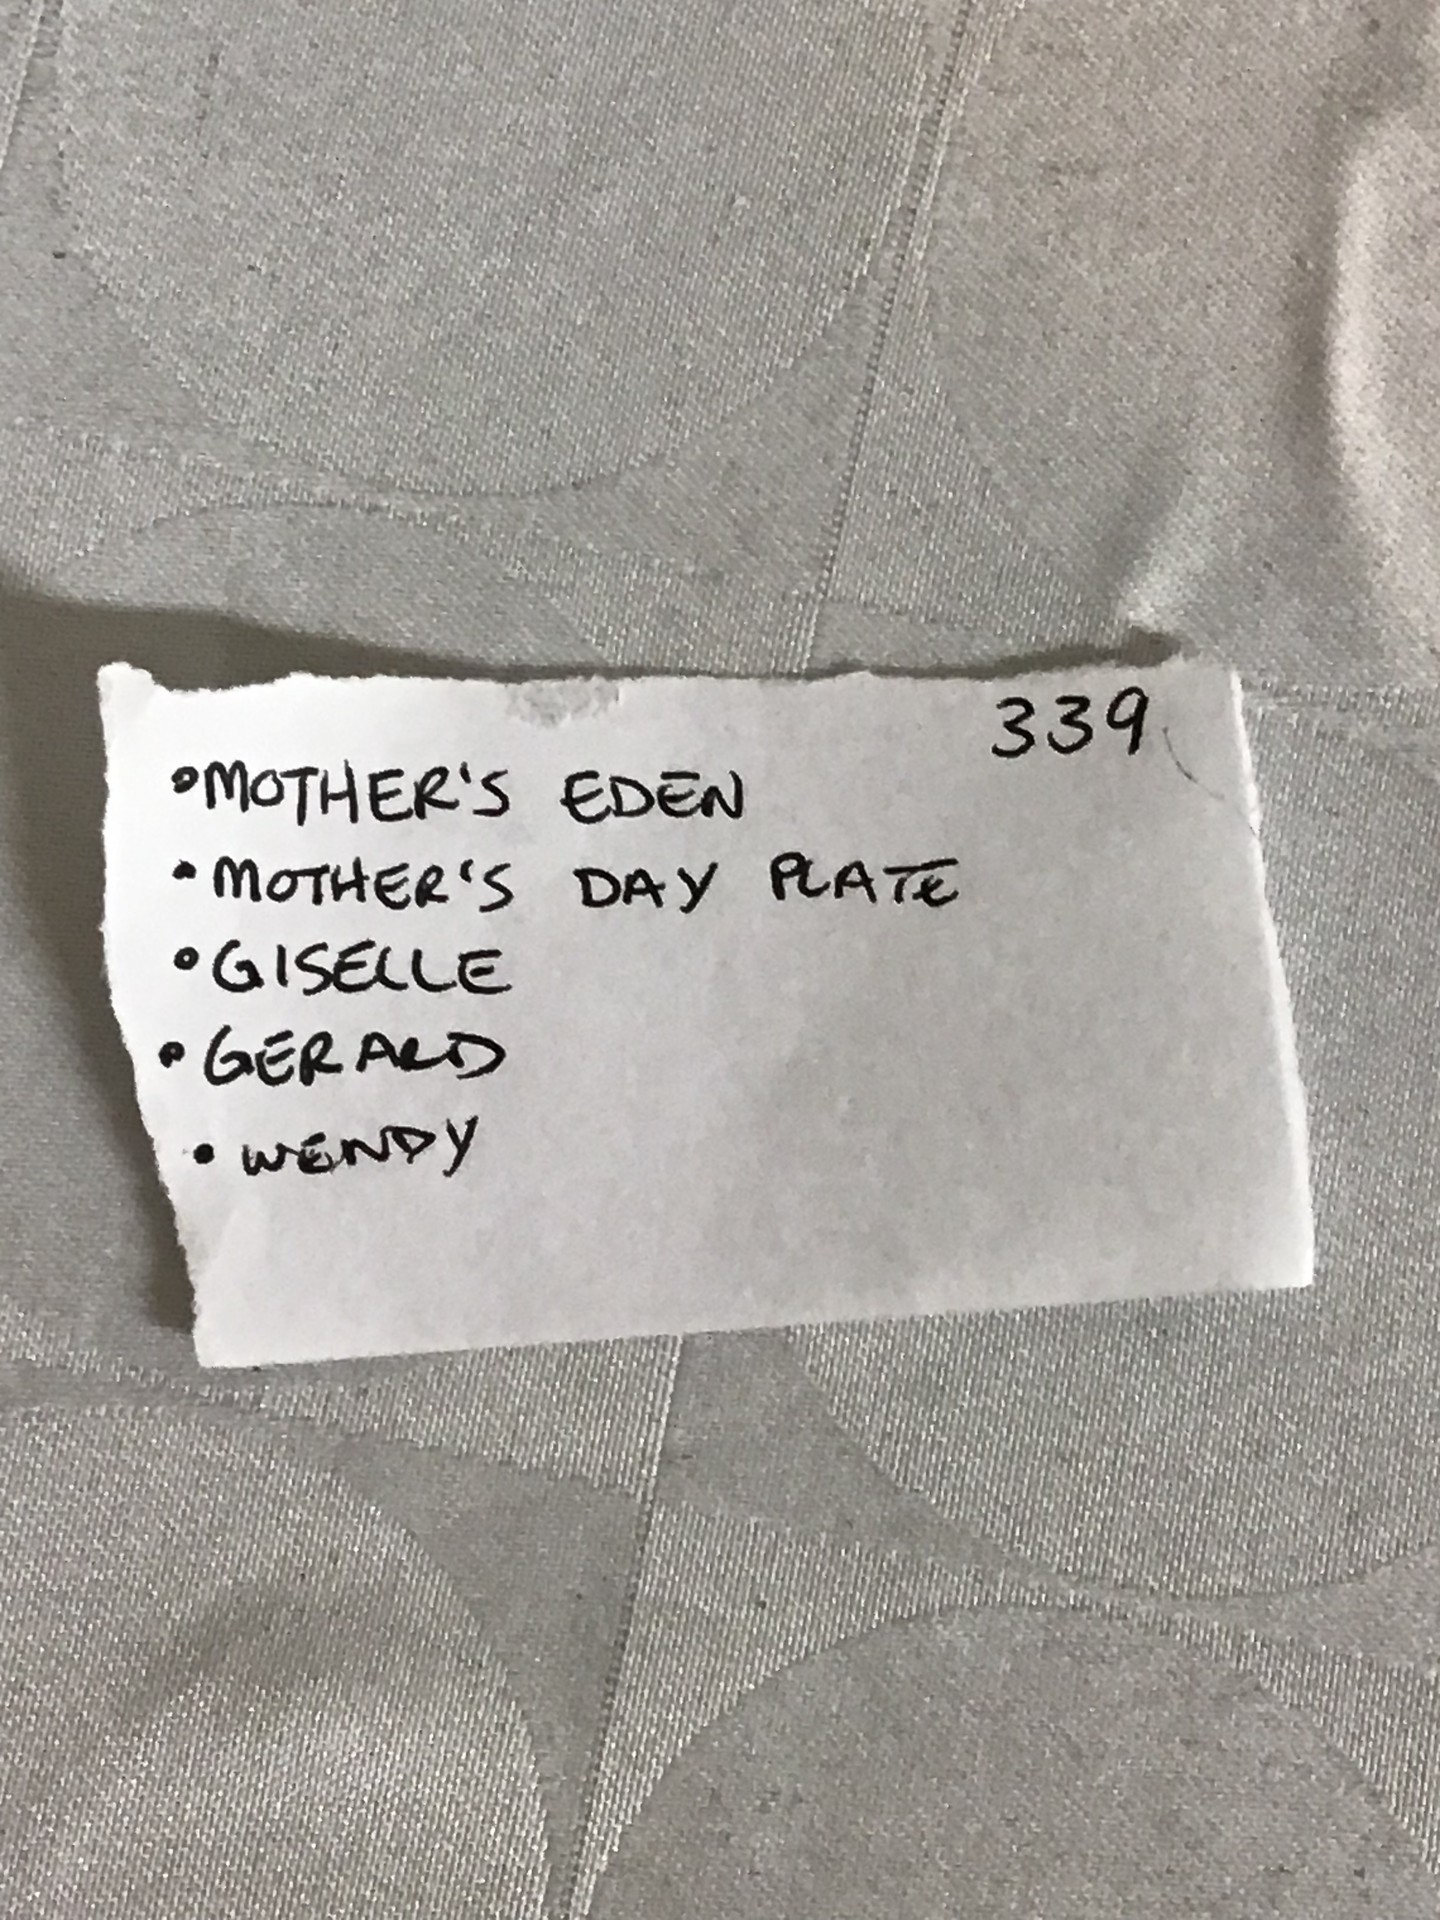 339
•MOTHER'S EDEN
•MOTHER'S DAY PLATE
•GISELLE
•GERALD
•WENDY